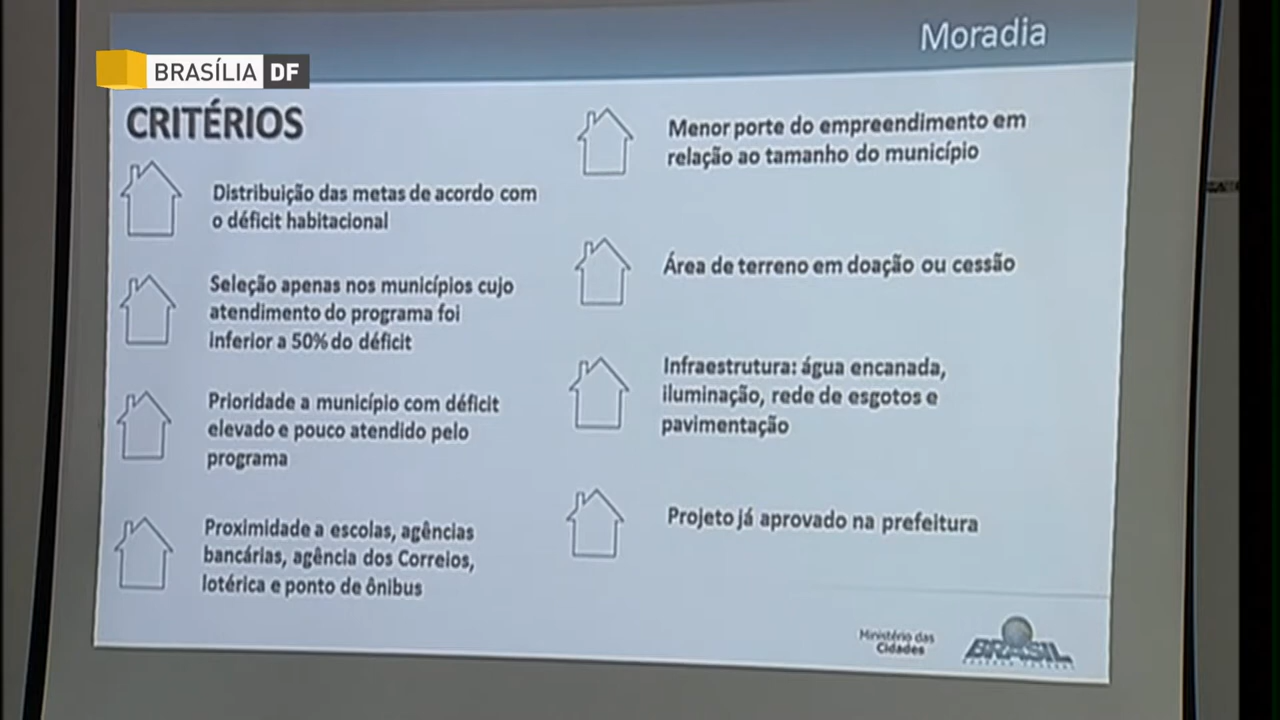 Moradia
BRASÍLIA DF
CRITÉRIOS
Distribuição das metas de acordo com
o déficit habitacional
Seleção apenas nos municípios cujo
atendimento do programa foi
inferior a 50% do déficit
Prioridade a município com déficit
elevado e pouco atendido pelo
programa
Proximidade a escolas, agências
bancárias, agência dos Correios,
lotérica e ponto de ônibus
Menor porte do empreendimento em
relação ao tamanho do município
Área de terreno em doação ou cessão
Infraestrutura: água encanada,
iluminação, rede de esgotos e
pavimentação
Projeto já aprovado na prefeitura
Ministério das
Cidades
BRASIL